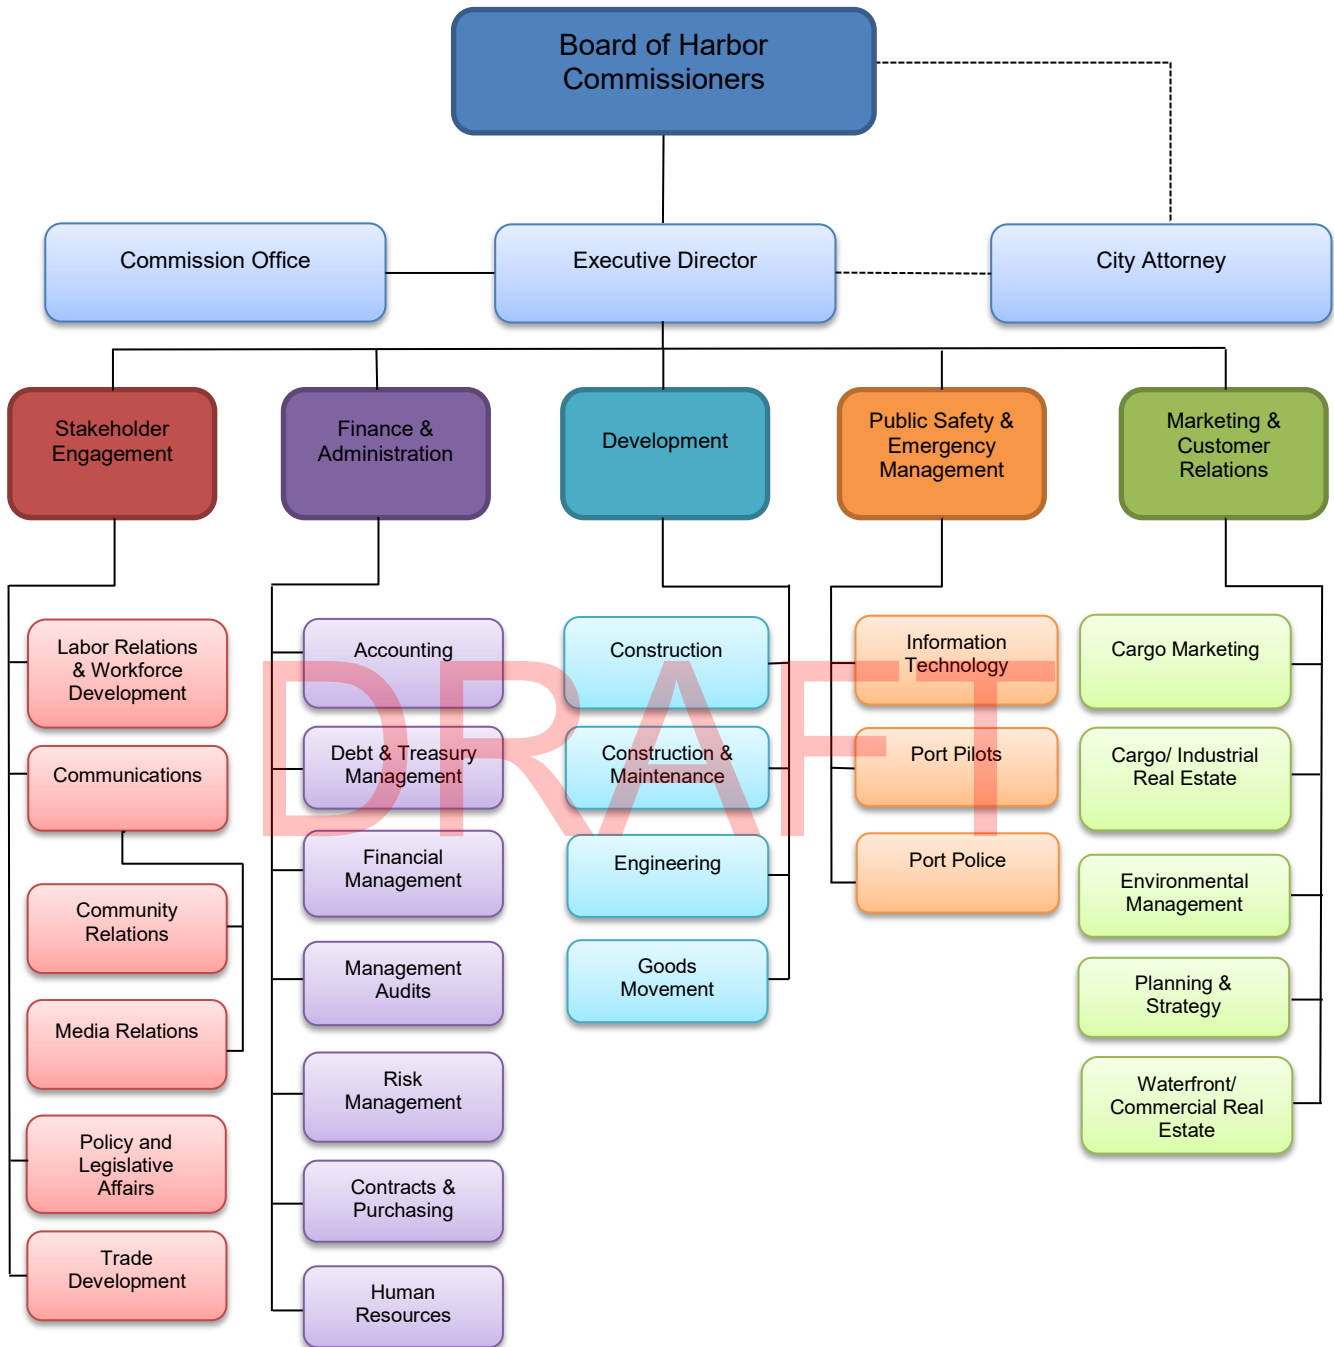 Board of Harbor
Commissioners
Commission Office
Executive Director
City Attorney
Stakeholder
Engagement
Finance &
Administration
Development
Public Safety &
Emergency
Management
Marketing &
Customer
Relations
Labor Relations
& Workforce
Development
Communications
Community
Relations
Media Relations
Policy and
Legislative
Affairs
Trade
Development
Accounting
Debt & Treasury
Management
Financial
Management
Management
Audits
Risk
Management
Contracts &
Purchasing
Human
Resources
Construction
Construction &
Maintenance
Engineering
Goods
Movement
Information
Technology
Port Pilots
Port Police
Cargo Marketing
Cargo/ Industrial
Real Estate
Environmental
Management
Planning &
Strategy
Waterfront/
Commercial Real
Estate
DRAFT